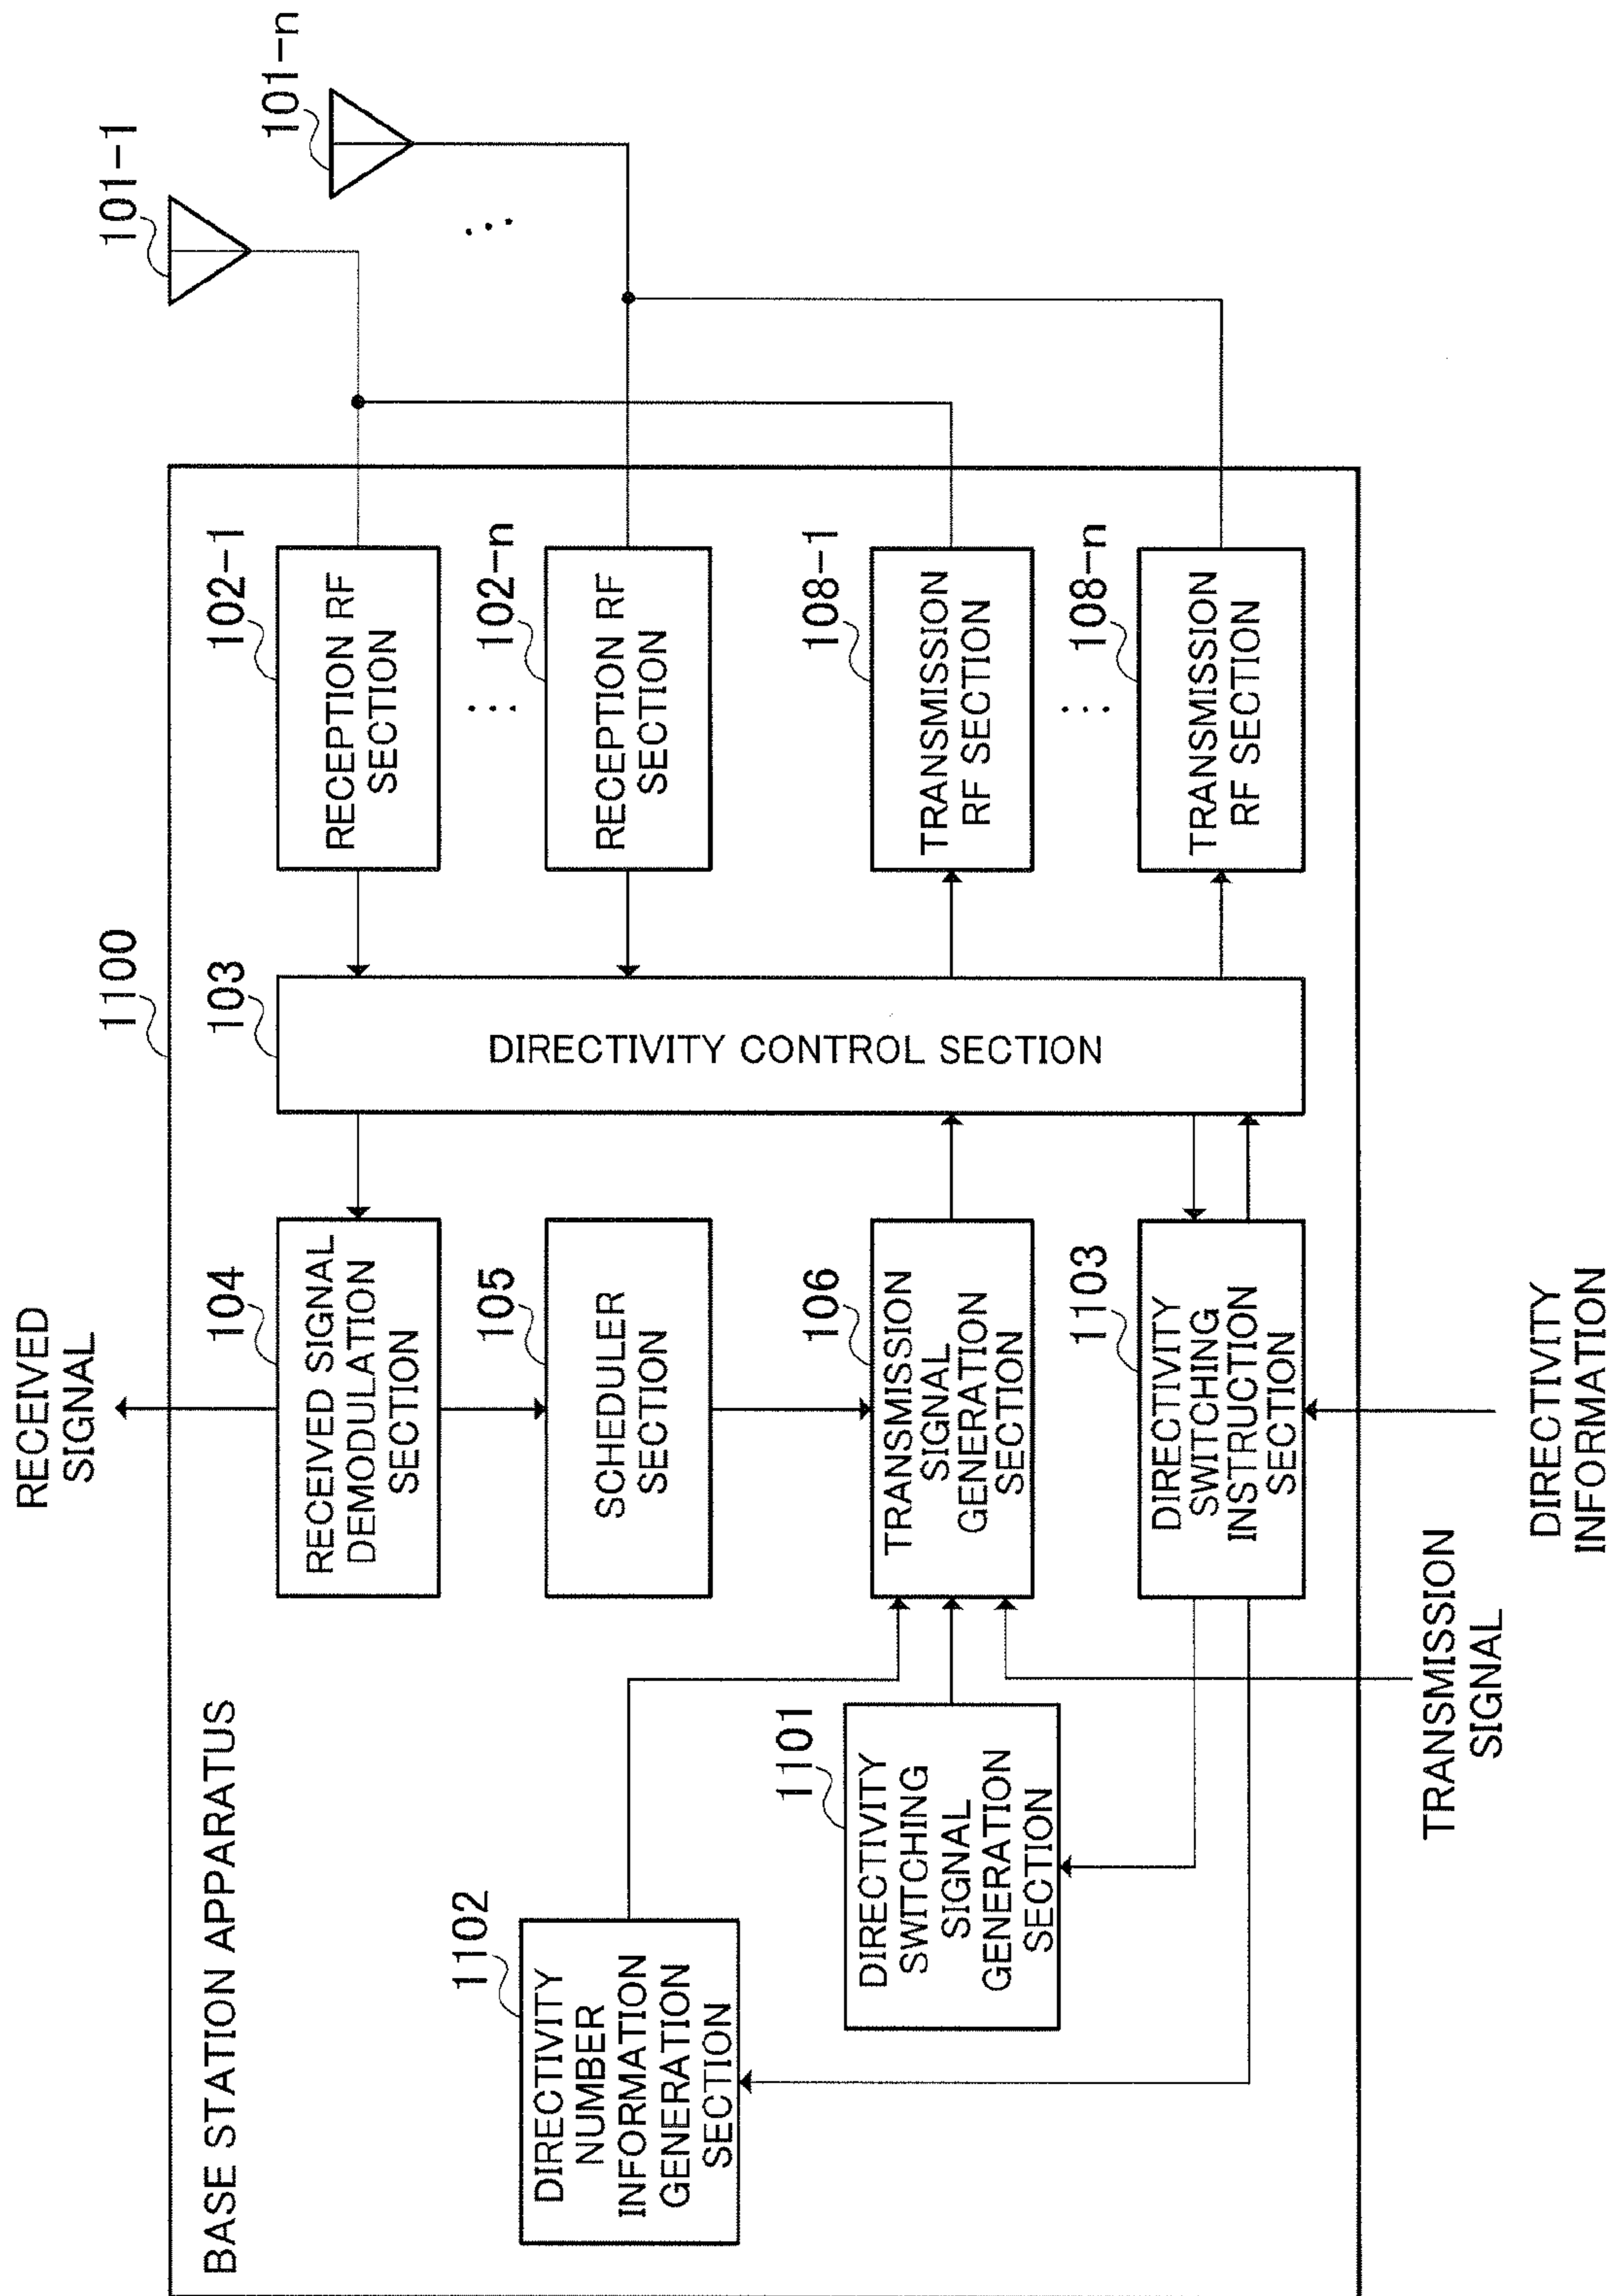 BASE STATION APPARATUS
1100
101-1
101-n
RECEIVED
SIGNAL
104
RECEIVED SIGNAL
DEMODULATION
SECTION
103
DIRECTIVITY CONTROL SECTION
102-1
RECEPTION RF
SECTION
105
SCHEDULER
SECTION
102-n
RECEPTION RF
SECTION
1102
DIRECTIVITY
NUMBER
INFORMATION
GENERATION
SECTION
1101
DIRECTIVITY
SWITCHING
SIGNAL
GENERATION
SECTION
106
TRANSMISSION
SIGNAL
GENERATION
SECTION
108-1
TRANSMISSION
RF SECTION
1103
DIRECTIVITY
SWITCHING
INSTRUCTION
SECTION
108-n
TRANSMISSION
RF SECTION
TRANSMISSION
SIGNAL
DIRECTIVITY
INFORMATION